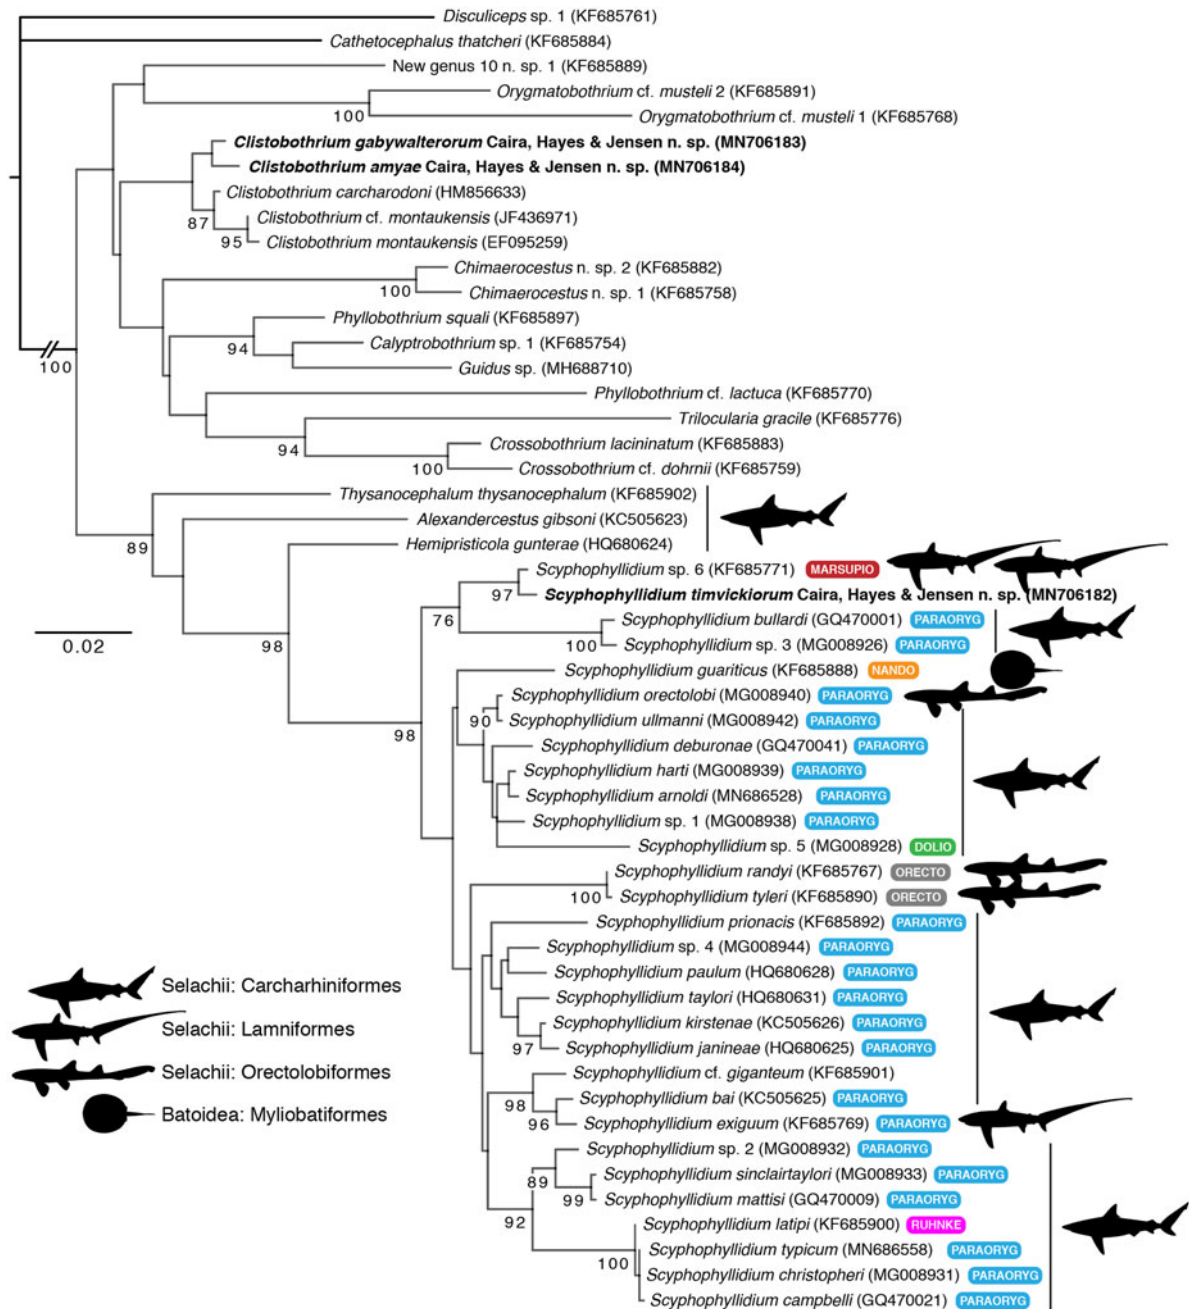 Disculiceps sp. 1 (KF685761)
Cathetocephalus thatcheri (KF685884)
New genus 10 n. sp. 1 (KF685889)
Orygmatobothrium cf. musteli 2 (KF685891)
100
Orygmatobothrium cf. musteli 1 (KF685768)
Clistobothrium gabywalterorum Caira, Hayes & Jensen n. sp. (MN706183)
Clistobothrium amyae Caira, Hayes & Jensen n. sp. (MN706184)
Clistobothrium carcharodoni (HM856633)
87
Clistobothrium cf. montaukensis (JF436971)
95
Clistobothrium montaukensis (EF095259)
Chimaerocestus n. sp. 2 (KF685882)
100
Chimaerocestus n. sp. 1 (KF685758)
Phyllobothrium squali (KF685897)
94
Calyptrobothrium sp. 1 (KF685754)
100
Guidus sp. (MH688710)
Phyllobothrium cf. lactuca (KF685770)
Trilocularia gracile (KF685776)
94
Crossobothrium lacininatum (KF685883)
100
Crossobothrium cf. dohrnii (KF685759)
Thysanocephalum thysanocephalum (KF685902)
Alexandercestus gibsoni (KC505623)
89
Hemipristicola gunterae (HQ680624)
Scyphophyllidium sp. 6 (KF685771) MARSUPIO
97
Scyphophyllidium timvickiorum Caira, Hayes & Jensen n. sp. (MN706182)
76
Scyphophyllidium bullardi (GQ470001) PARAORYG
0.02
98
100
Scyphophyllidium sp. 3 (MG008926) PARAORYG
Scyphophyllidium guariticus (KF685888) NANDO
Scyphophyllidium orectolobi (MG008940) PARAORYG
90
Scyphophyllidium ullmanni (MG008942) PARAORYG
98
Scyphophyllidium deburonae (GQ470041) PARAORYG
Scyphophyllidium harti (MG008939) PARAORYG
Scyphophyllidium arnoldi (MN686528) PARAORYG
Scyphophyllidium sp. 1 (MG008938) PARAORYG
Scyphophyllidium sp. 5 (MG008928) DOLIO
Scyphophyllidium randyi (KF685767) ORECTO
100
Scyphophyllidium tyleri (KF685890) ORECTO
Scyphophyllidium prionacis (KF685892) PARAORYG
Scyphophyllidium sp. 4 (MG008944) PARAORYG
Scyphophyllidium paulum (HQ680628) PARAORYG
Scyphophyllidium taylori (HQ680631) PARAORYG
Scyphophyllidium kirstenae (KC505626) PARAORYG
97
Scyphophyllidium janineae (HQ680625) PARAORYG
Scyphophyllidium cf. giganteum (KF685901)
98
Scyphophyllidium bai (KC505625) PARAORYG
96
Scyphophyllidium exiguum (KF685769) PARAORYG
Scyphophyllidium sp. 2 (MG008932) PARAORYG
89
Scyphophyllidium sinclairtaylori (MG008933) PARAORYG
99
Scyphophyllidium mattisi (GQ470009) PARAORYG
92
Scyphophyllidium latipi (KF685900) RUHNKE
Scyphophyllidium typicum (MN686558) PARAORYG
100
Scyphophyllidium christopheri (MG008931) PARAORYG
Scyphophyllidium campbelli (GQ470021) PARAORYG
Selachii: Carcharhiniformes
Selachii: Lamniformes
Selachii: Orectolobiformes
Batoidea: Myliobatiformes